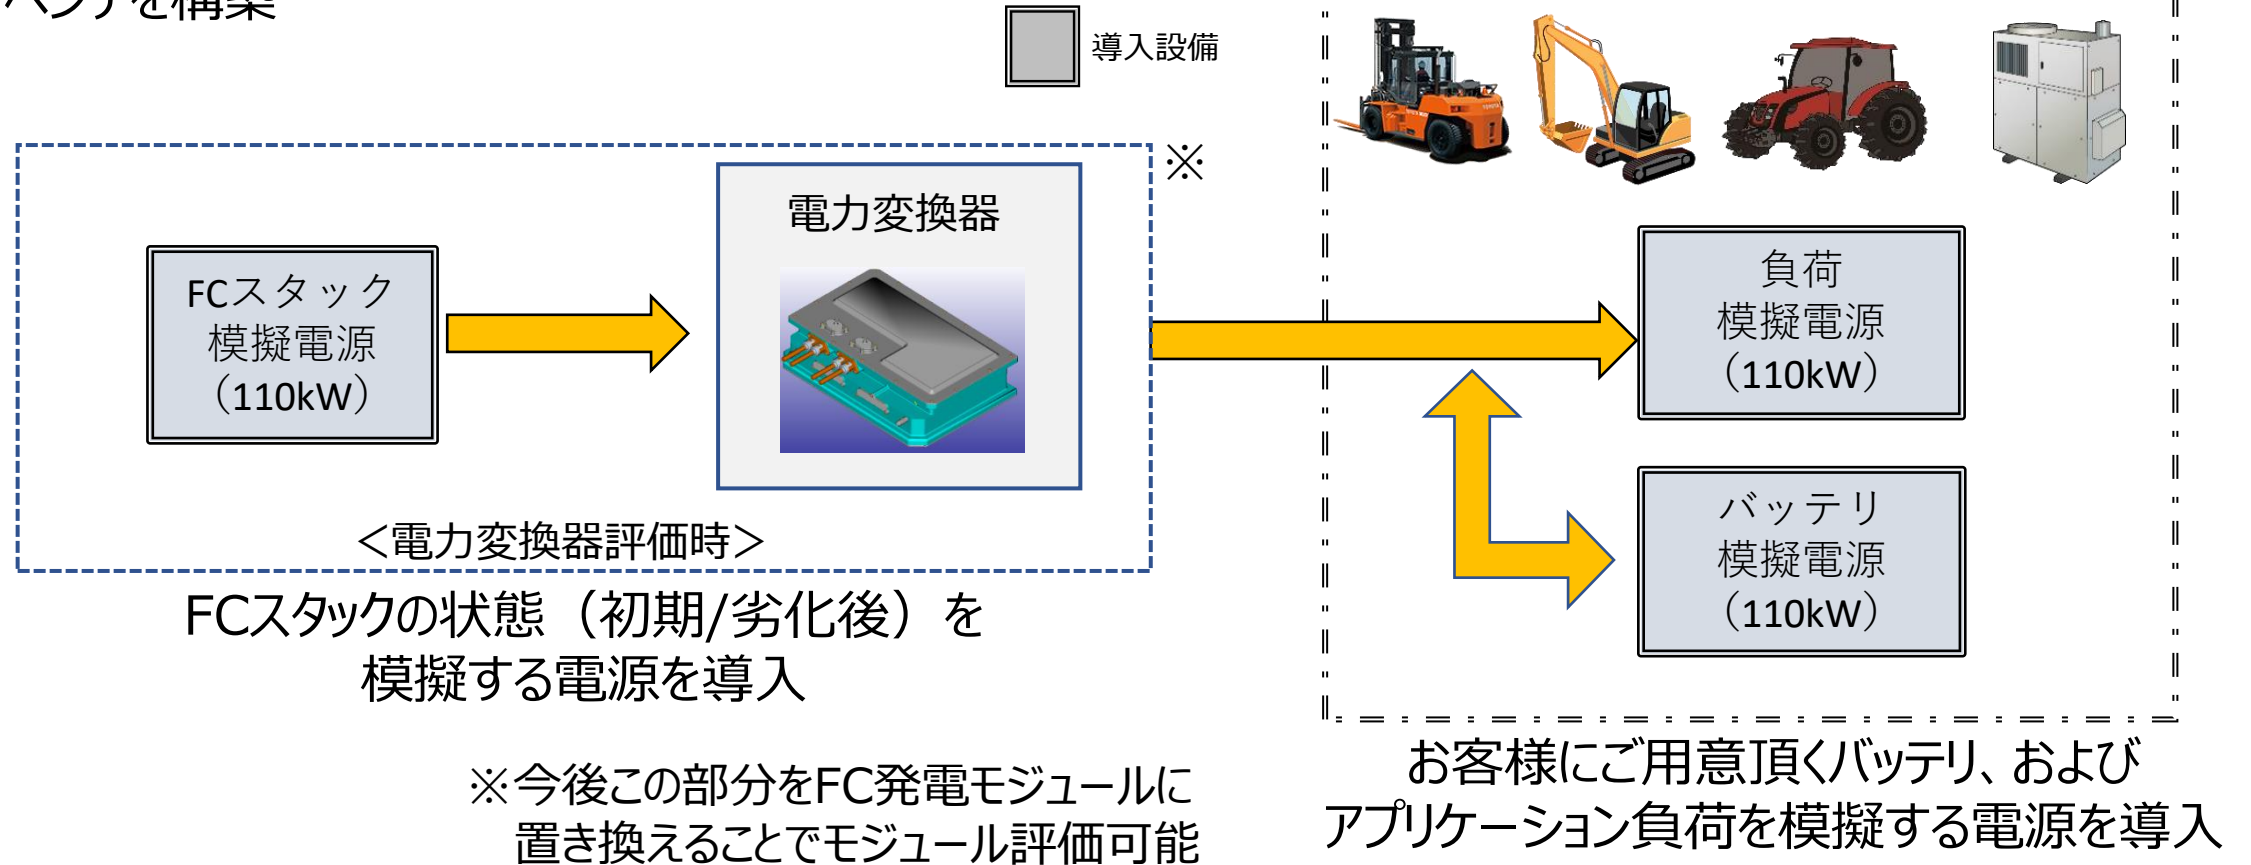 ベンチを構築
導入設備
※
電力変換器
FCスタック
模擬電源
（110kW）
＜電力変換器評価時＞
FCスタックの状態（初期/劣化後）を
模擬する電源を導入
※今後この部分をFC発電モジュールに
置き換えることでモジュール評価可能
負荷
模擬電源
（110kW）
バッテリ
模擬電源
（110kW）
お客様にご用意頂くバッテリ、および
アプリケーション負荷を模擬する電源を導入